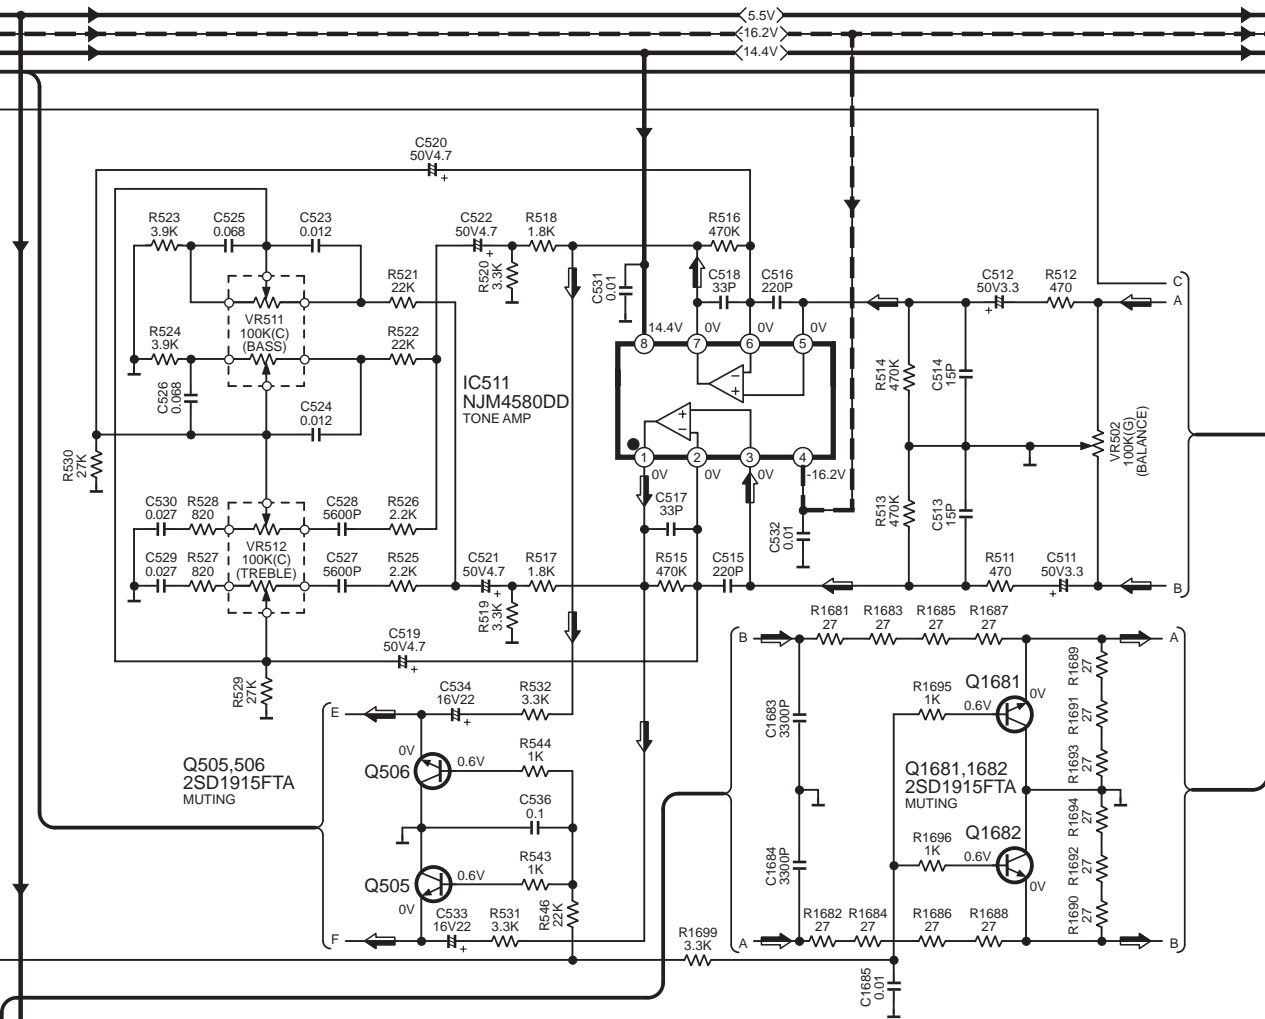 5.5V
-16.2V
14.4V
C520
50V4.7
R523
3.9K
C525
0.068
C523
0.012
C522
50V4.7
+
R518
1.8K
R516
470K
R520
3.3K
C531
0.01
C518
33P
C516
220P
C512
50V3.3
+
R512
470
C
A
R521
22K
VR511
100K(C)
(BASS)
14.4V
0V
0V
0V
8
7
6
5
R524
3.9K
R522
22K
C526
0.068
C524
0.012
IC511
NJM4580DD
TONE AMP
−
+
+
−
R514
470K
C514
15P
VR502
100K(G)
(BALANCE)
R530
27K
1
2
3
4
0V
0V
0V
-16.2V
C530
0.027
R528
820
C528
5600P
R526
2.2K
C517
33P
C532
0.01
R513
470K
C513
15P
VR512
100K(C)
(TREBLE)
C529
0.027
R527
820
C527
5600P
R525
2.2K
C521
50V4.7
+
R517
1.8K
R515
470K
C515
220P
R511
470
C511
50V3.3
+
B
R519
3.3K
C519
50V4.7
+
R529
27K
R1681
27
R1683
27
R1685
27
R1687
27
B
A
R1689
27
E
C534
16V22
+
R532
3.3K
C1683
3300P
R1695
1K
Q1681
0.6V
0V
R1691
27
Q505,506
2SD1915FTA
MUTING
0V
Q506
0.6V
R544
1K
C536
0.1
Q1681,1682
2SD1915FTA
MUTING
R1693
27
R1694
27
Q505
0.6V
0V
R543
1K
R546
22K
C1684
3300P
R1696
1K
Q1682
0.6V
0V
R1692
27
R1690
27
F
C533
16V22
+
R531
3.3K
R1699
3.3K
A
R1682
27
R1684
27
R1686
27
R1688
27
B
C1685
0.01